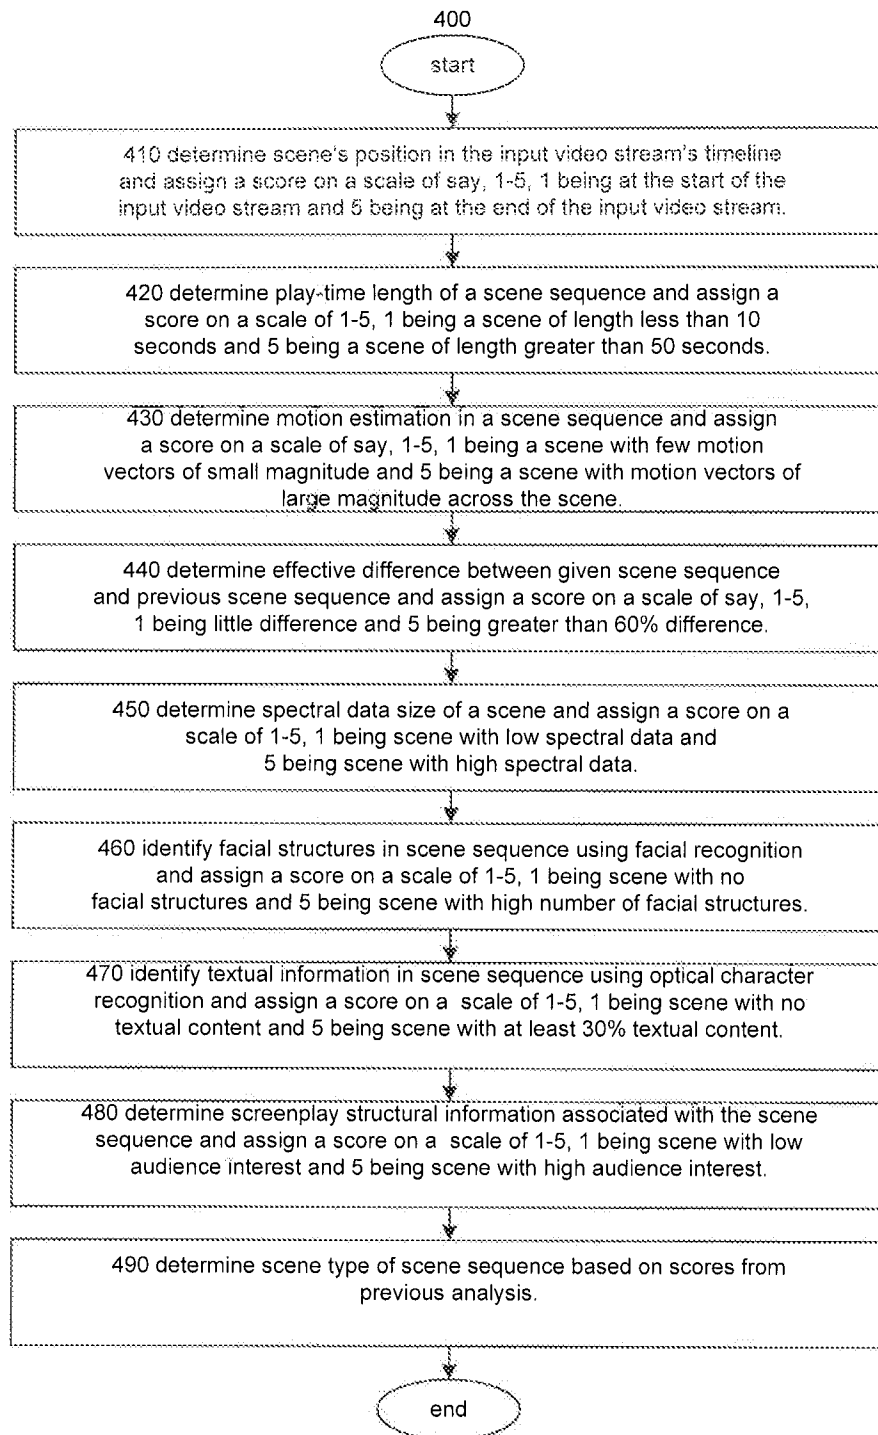 400
start
410 determine scene's position in the input video stream's timeline
and assign a score on a scale of say, 1-5, 1 being at the start of the
input video stream and 5 being at the end of the input video stream.
420 determine play-time length of a scene sequence and assign a
score on a scale of 1-5, 1 being a scene of length less than 10
seconds and 5 being a scene of length greater than 50 seconds.
430 determine motion estimation in a scene sequence and assign
a score on a scale of say, 1-5, 1 being a scene with few motion
vectors of small magnitude and 5 being a scene with motion vectors of
large magnitude across the scene.
440 determine effective difference between given scene sequence
and previous scene sequence and assign a score on a scale of say, 1-5,
1 being little difference and 5 being greater than 60% difference.
450 determine spectral data size of a scene and assign a score on a
scale of 1-5, 1 being scene with low spectral data and
5 being scene with high spectral data.
460 identify facial structures in scene sequence using facial recognition
and assign a score on a scale of 1-5, 1 being scene with no
facial structures and 5 being scene with high number of facial structures.
470 identify textual information in scene sequence using optical character
recognition and assign a score on a scale of 1-5, 1 being scene with no
textual content and 5 being scene with at least 30% textual content.
480 determine screenplay structural information associated with the scene
sequence and assign a score on a scale of 1-5, 1 being scene with low
audience interest and 5 being scene with high audience interest.
490 determine scene type of scene sequence based on scores from
previous analysis.
end